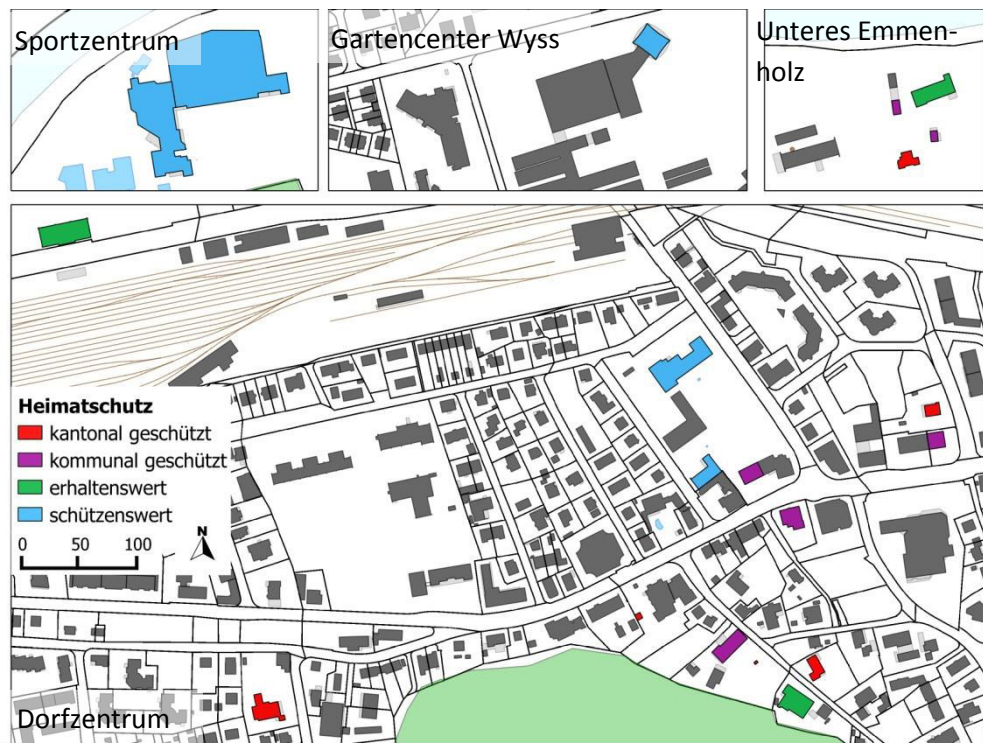 Sportzentrum
Gartencenter Wyss
Unteres Emmen-
holz
Heimatschutz
kantonal geschützt
kommunal geschützt
erhaltenswert
schützenswert
N
0 50 100
Dorfzentrum